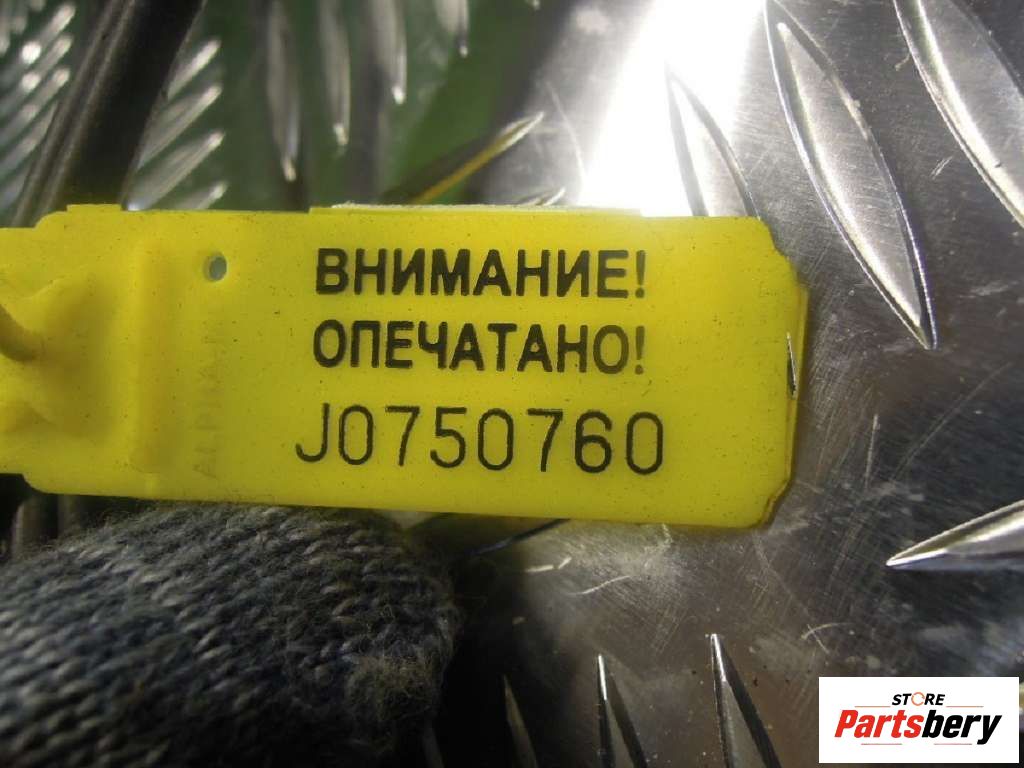 ВНИМАНИЕ!
ОПЕЧАТАНО!
J0750760
STORE
Partsbery